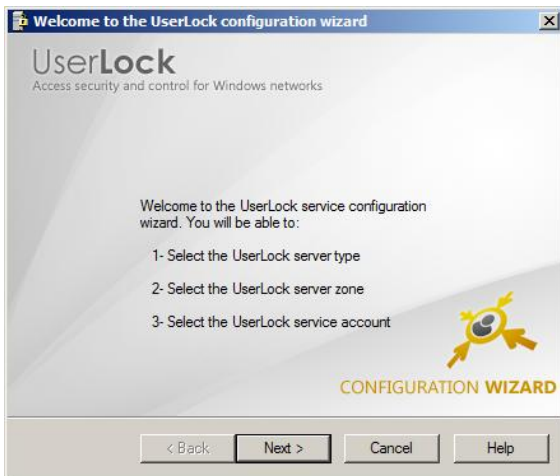 Welcome to the UserLock configuration wizard
UserLock
Access security and control for Windows networks
Welcome to the UserLock service configuration
wizard. You will be able to:
1- Select the UserLock server type
2- Select the UserLock server zone
3- Select the UserLock service account
CONFIGURATION WIZARD
< Back
Next >
Cancel
Help